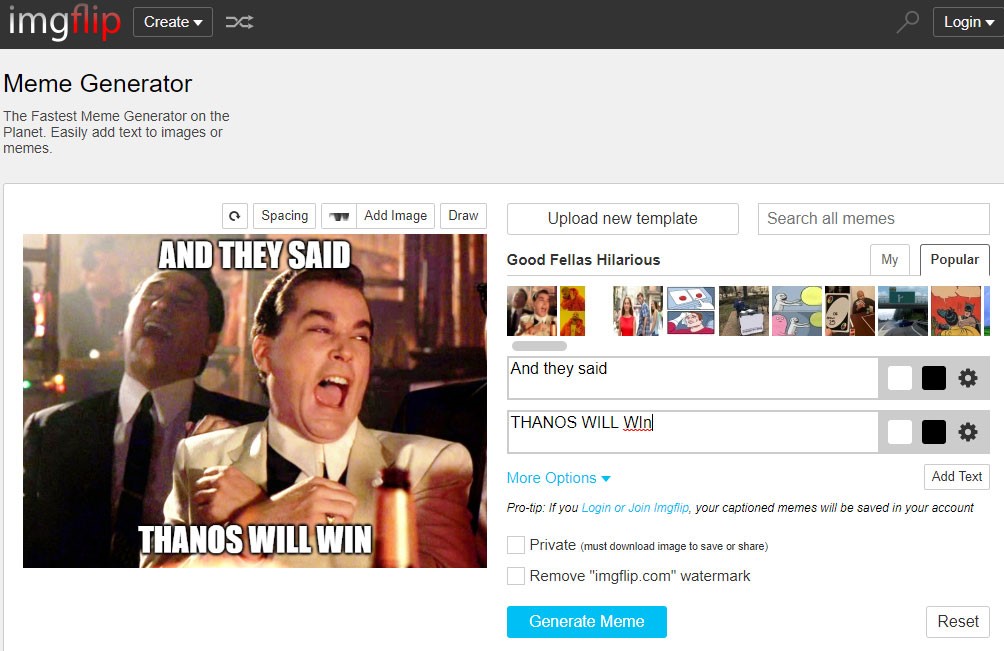 imgflip
Create
Login
Meme Generator
The Fastest Meme Generator on the
Planet. Easily add text to images or
memes.
Spacing
Add Image
Draw
Upload new template
Search all memes
Good Fellas Hilarious
My
Popular
AND THEY SAID
THANOS WILL WIN
And they said
THANOS WILL WIn
More Options
Add Text
Pro-tip: If you Login or Join Imgflip, your captioned memes will be saved in your account
Private (must download image to save or share)
Remove "imgflip.com" watermark
Generate Meme
Reset